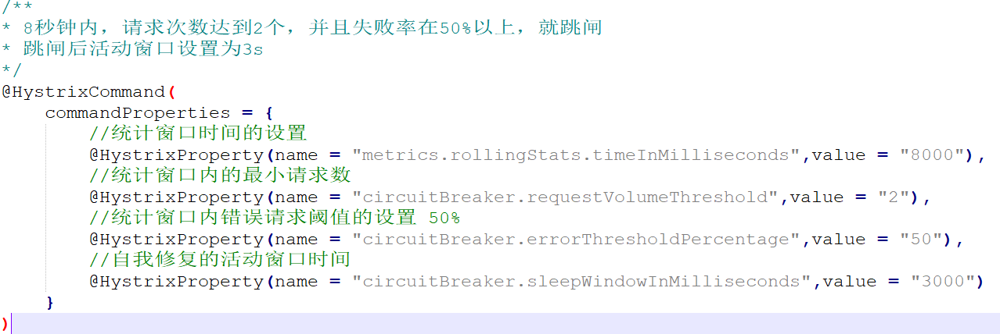 /**
* 8秒钟内，请求次数达到2个，并且失败率在50%以上，就跳闸
* 跳闸后活动窗口设置为3s
*/
@HystrixCommand(
    commandProperties = {
        //统计窗口时间的设置
        @HystrixProperty(name = "metrics.rollingStats.timeInMilliseconds",value = "8000"),
        //统计窗口内的最小请求数
        @HystrixProperty(name = "circuitBreaker.requestVolumeThreshold",value = "2"),
        //统计窗口内错误请求阈值的设置 50%
        @HystrixProperty(name = "circuitBreaker.errorThresholdPercentage",value = "50"),
        //自我修复的活动窗口时间
        @HystrixProperty(name = "circuitBreaker.sleepWindowInMilliseconds",value = "3000")
    }
)